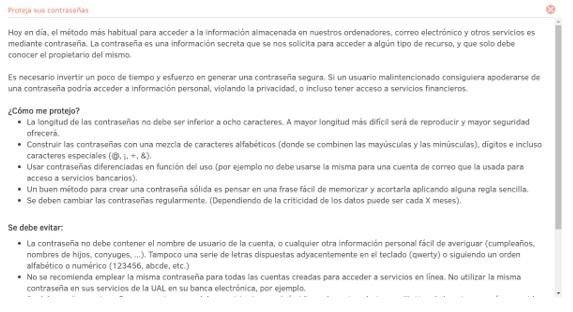 Proteja sus contraseñas
Hoy en día, el método más habitual para acceder a la información almacenada en nuestros ordenadores, correo electrónico y otros servicios es
mediante contraseña. La contraseña es una información secreta que se nos solicita para acceder a algún tipo de recurso, y que solo debe
conocer el propietario del mismo.
Es necesario invertir un poco de tiempo y esfuerzo en generar una contraseña segura. Si un usuario malintencionado consiguiera apoderarse de
una contraseña podría acceder a información personal, violando la privacidad, o incluso tener acceso a servicios financieros.
¿Cómo me protejo?
• La longitud de las contraseñas no debe ser inferior a ocho caracteres. A mayor longitud más difícil será de reproducir y mayor seguridad
ofrecerá.
• Construir las contraseñas con una mezcla de caracteres alfabéticos (donde se combinen las mayúsculas y las minúsculas), dígitos e incluso
caracteres especiales (@, ¡, +, &).
• Usar contraseñas diferenciadas en función del uso (por ejemplo no debe usarse la misma para una cuenta de correo que la usada para
acceso a servicios bancarios).
• Un buen método para crear una contraseña sólida es pensar en una frase fácil de memorizar y acortarla aplicando alguna regla sencilla.
• Se deben cambiar las contraseñas regularmente. (Dependiendo de la criticidad de los datos puede ser cada X meses).
Se debe evitar:
• La contraseña no debe contener el nombre de usuario de la cuenta, o cualquier otra información personal fácil de averiguar (cumpleaños,
nombres de hijos, conyuges, ...). Tampoco una serie de letras dispuestas adyacentemente en el teclado (qwerty) o siguiendo un orden
alfabético o numérico (123456, abcde, etc.)
• No se recomienda emplear la misma contraseña para todas las cuentas creadas para acceder a servicios en línea. No utilizar la misma
contraseña en sus servicios de la UAL en su banca electrónica, por ejemplo.